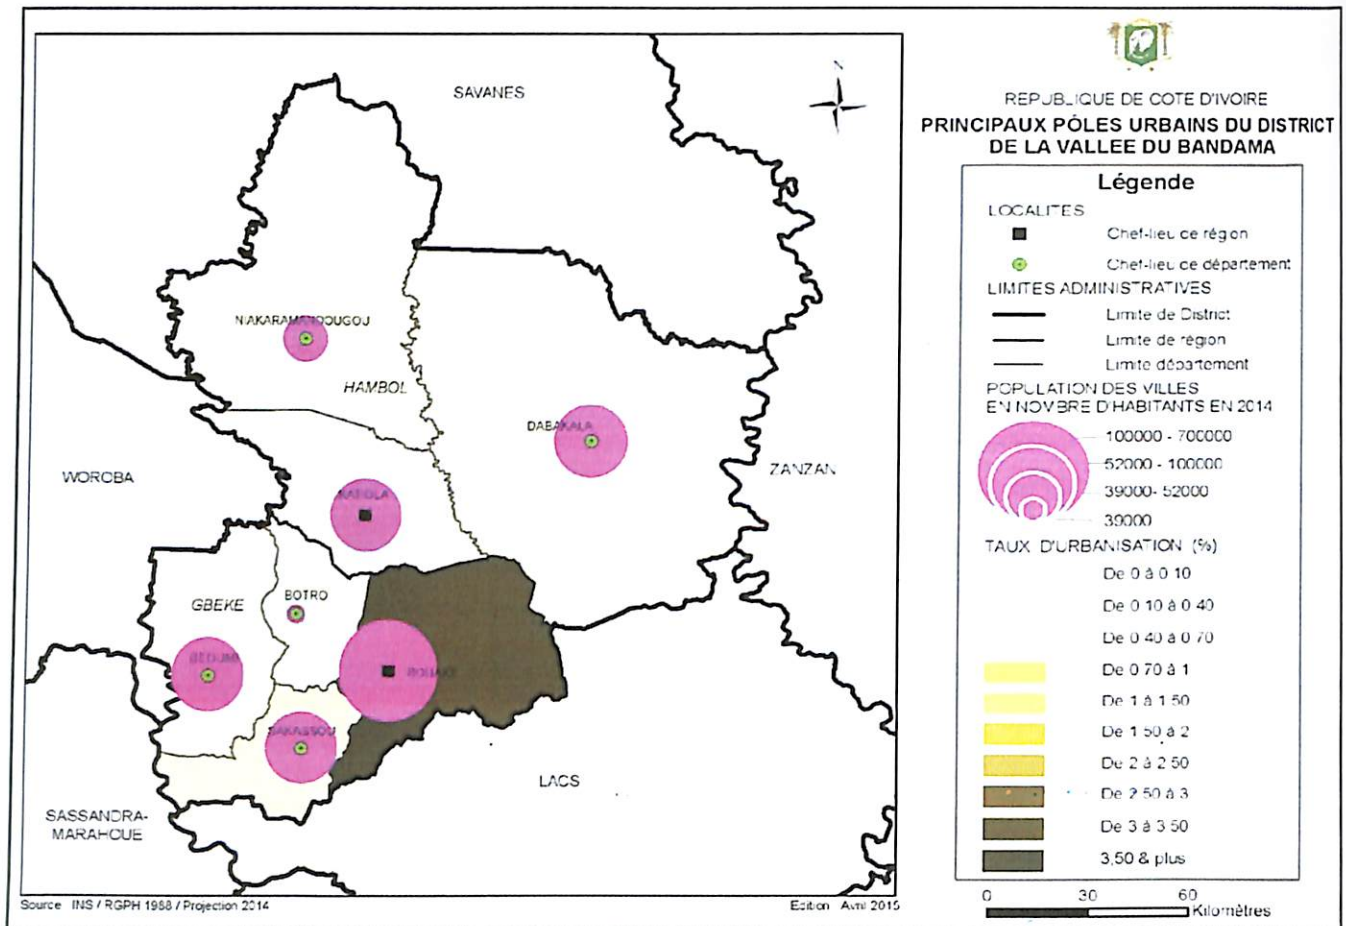 SAVANES
N
NIAKARAMANDOUGOU
HAMBOL
DABAKALA
WOROBA
ZANZAN
KATIOLA
GBEKE
BOTRO
BEOUMI
BOUAKE
SAKASSOU
LACS
SASSANDRA-
MARAHOUE
Source INS / RGPH 1988 / Projection 2014
Edition Avril 2015
REPUBLIQUE DE COTE D'IVOIRE
PRINCIPAUX PÔLES URBAINS DU DISTRICT
DE LA VALLEE DU BANDAMA
Légende
LOCALITES
Chef-lieu de région
Chef-lieu de département
LIMITES ADMINISTRATIVES
Limite de District
Limite de région
Limite département
POPULATION DES VILLES
EN NOMBRE D'HABITANTS EN 2014
100000 - 700000
52000 - 100000
39000- 52000
39000
TAUX D'URBANISATION (%)
De 0 à 0 10
De 0 10 à 0 40
De 0 40 à 0 70
De 0 70 à 1
De 1 à 1 50
De 1 50 à 2
De 2 à 2 50
De 2 50 à 3
De 3 à 3 50
3,50 & plus
0 30 60
Kilomètres